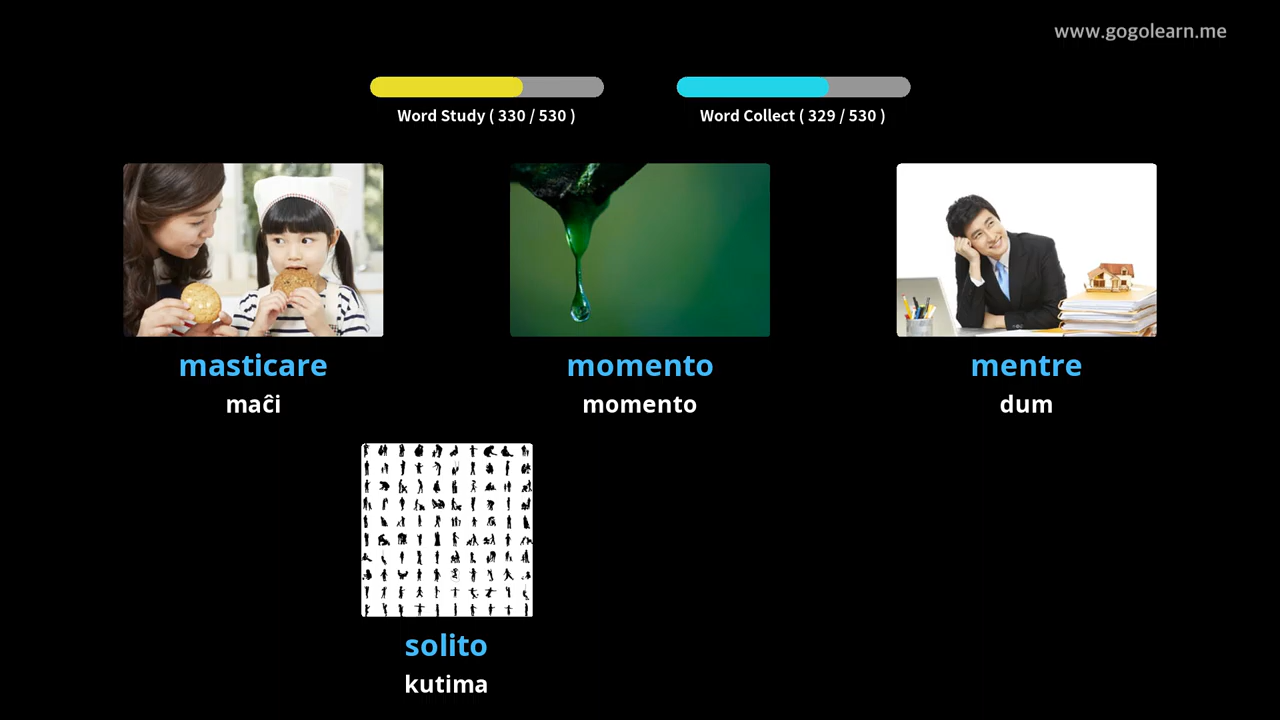 www.gogolearn.me
Word Study ( 330 / 530 )
Word Collect ( 329 / 530 )
masticare
maĉi
momento
momento
mentre
dum
solito
kutima